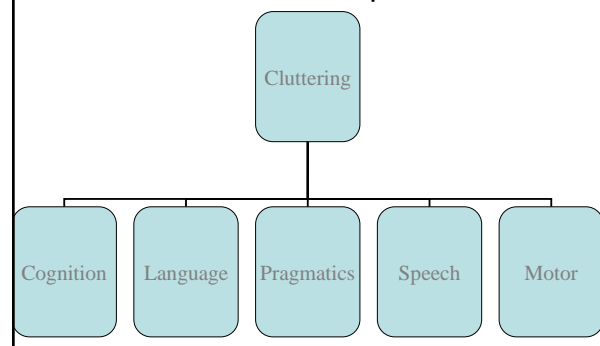 Cluttering
Cognition
Language
Pragmatics
Speech
Motor